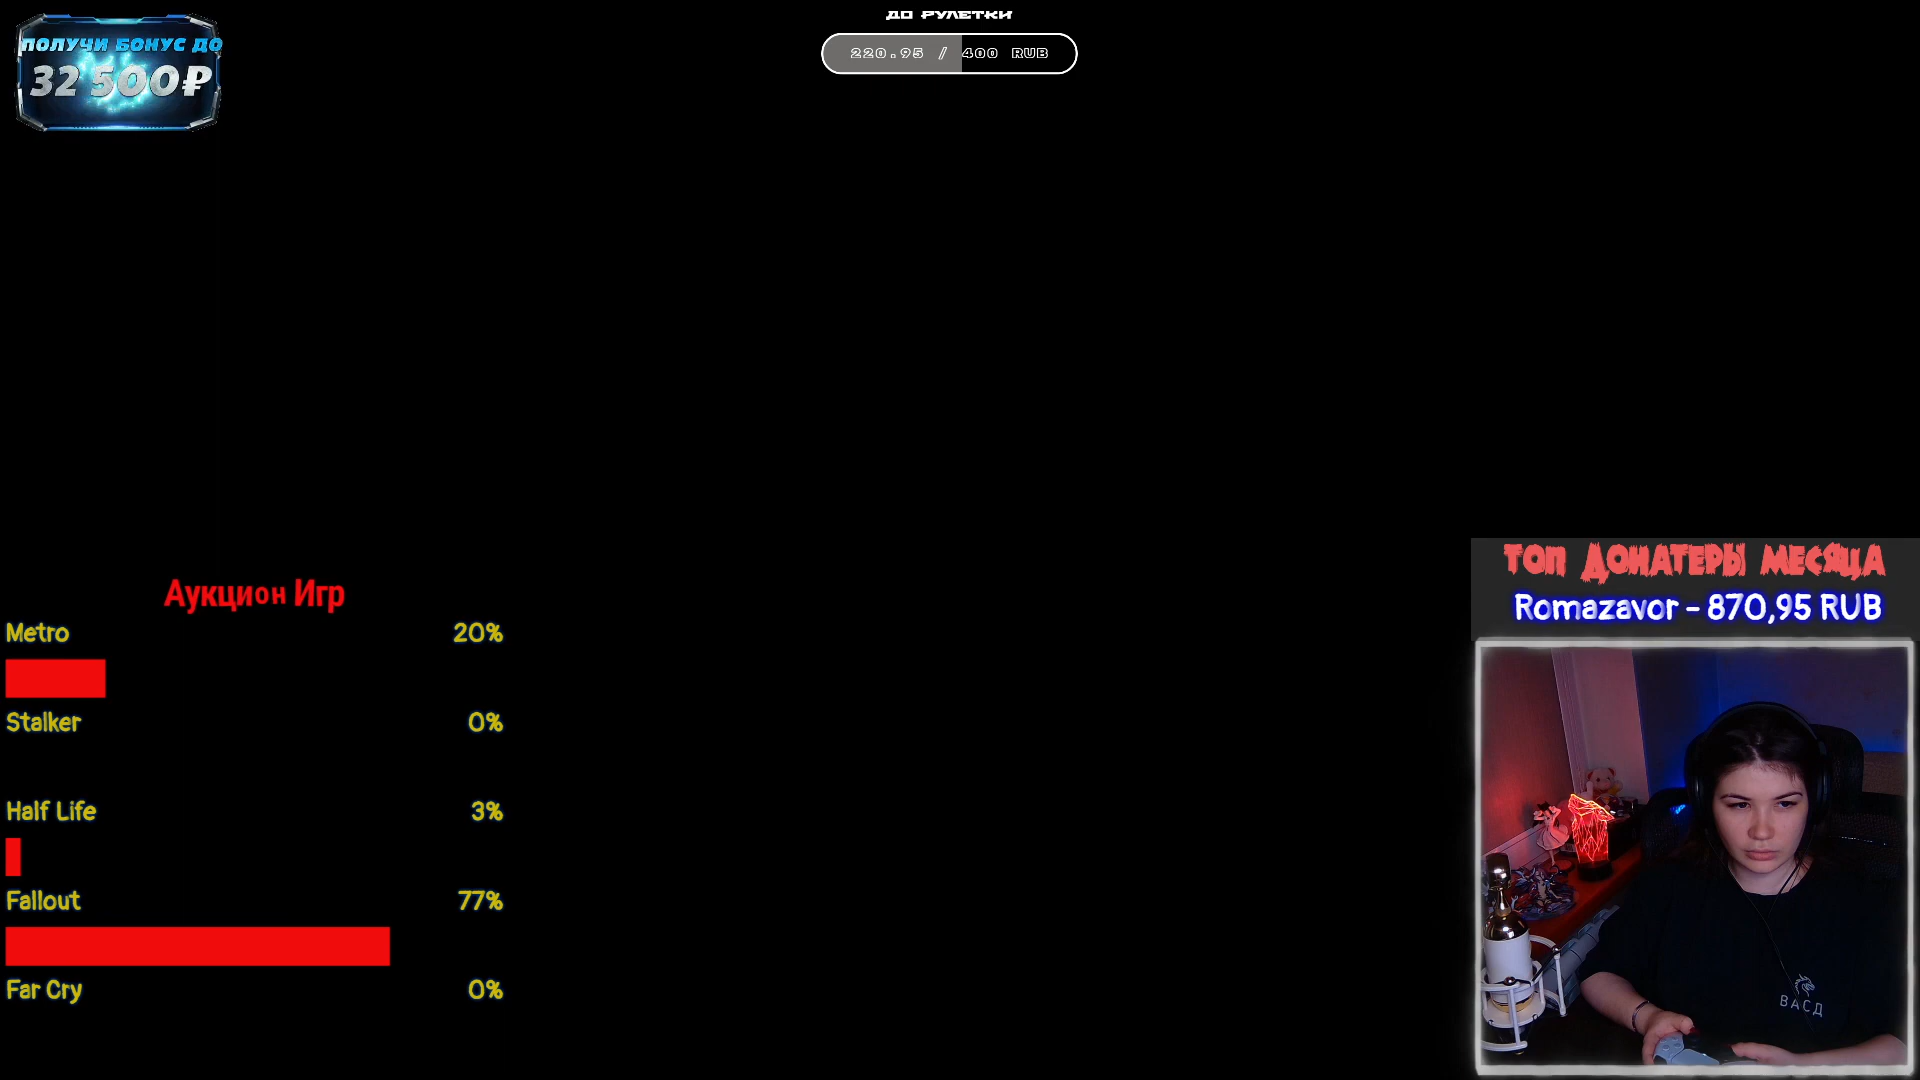 ПОЛУЧИ БОНУС ДО
32 500₽
ДО РУЛЕТКИ
220.95 / 400 RUB
Аукцион Игр
Metro 20%
Stalker 0%
Half Life 3%
Fallout 77%
Far Cry 0%
ТОП ДОНАТЕРЫ МЕСЯЦА
Romazavor - 870,95 RUB
ВАСД